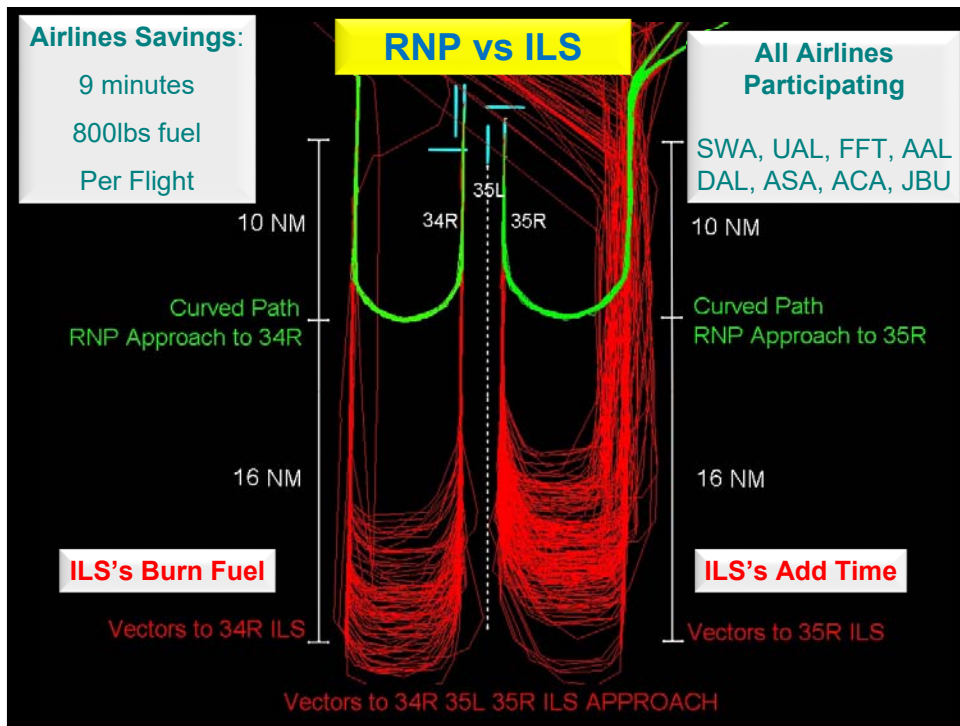 Airlines Savings:
9 minutes
800lbs fuel
Per Flight
RNP vs ILS
All Airlines
Participating
SWA, UAL, FFT, AAL
DAL, ASA, ACA, JBU
35L
34R
35R
10 NM
10 NM
Curved Path
RNP Approach to 34R
Curved Path
RNP Approach to 35R
16 NM
16 NM
ILS's Burn Fuel
ILS's Add Time
Vectors to 34R ILS
Vectors to 35R ILS
Vectors to 34R 35L 35R ILS APPROACH